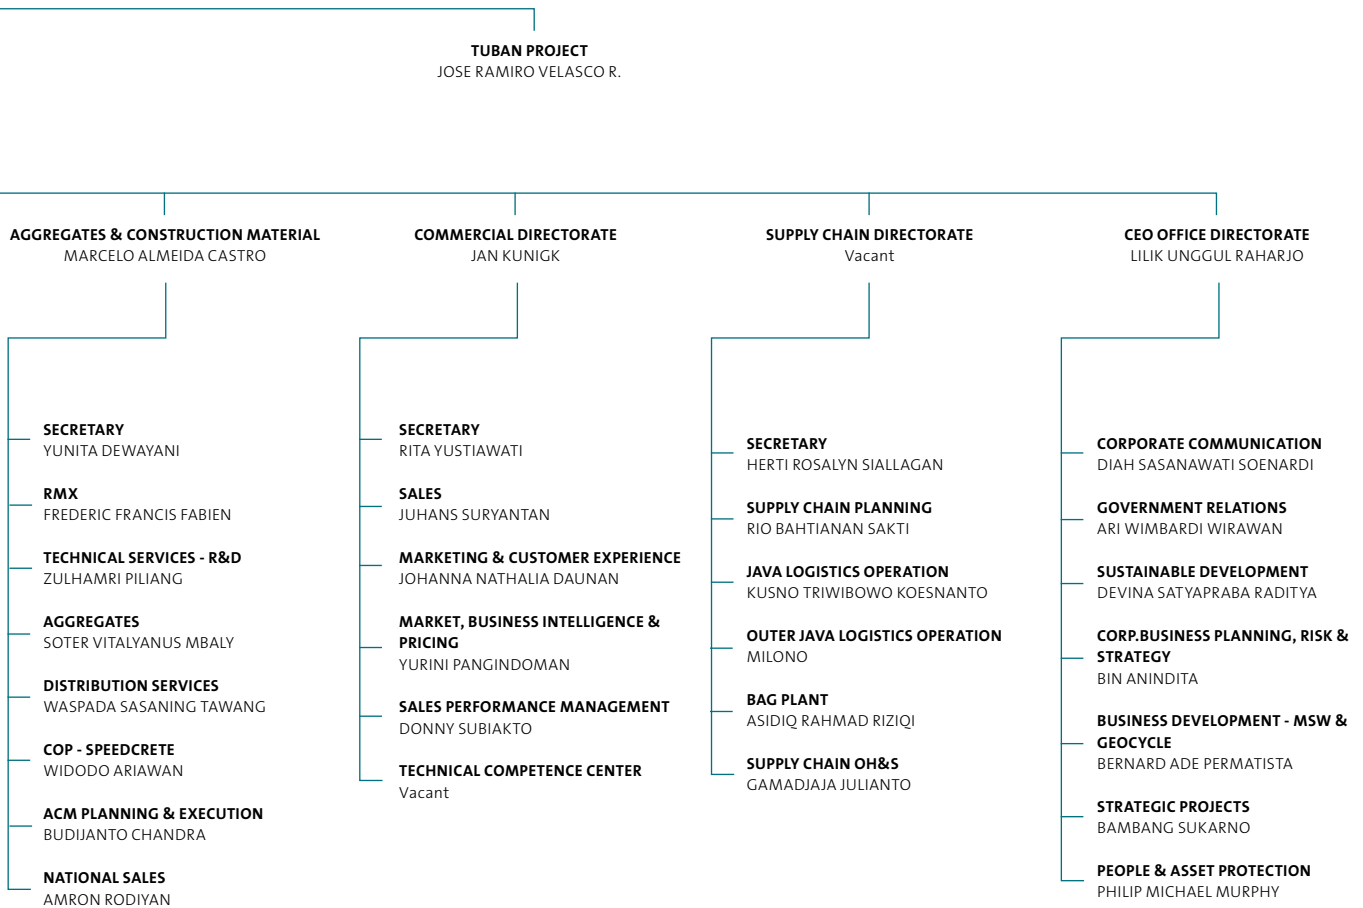 TUBAN PROJECT
JOSE RAMIRO VELASCO R.
AGGREGATES & CONSTRUCTION MATERIAL
MARCELO ALMEIDA CASTRO
COMMERCIAL DIRECTORATE
JAN KUNIGK
SUPPLY CHAIN DIRECTORATE
Vacant
CEO OFFICE DIRECTORATE
LILIK UNGGUL RAHARJO
SECRETARY
YUNITA DEWAYANI
RMX
FREDERIC FRANCIS FABIEN
TECHNICAL SERVICES - R&D
ZULHAMRI PILIANG
AGGREGATES
SOTER VITALYANUS MBALY
DISTRIBUTION SERVICES
WASPADA SASANING TAWANG
COP - SPEEDCRETE
WIDODO ARIAWAN
ACM PLANNING & EXECUTION
BUDIJANTO CHANDRA
NATIONAL SALES
AMRON RODIYAN
SECRETARY
RITA YUSTIAWATI
SALES
JUHANS SURYANTAN
MARKETING & CUSTOMER EXPERIENCE
JOHANNA NATHALIA DAUNAN
MARKET, BUSINESS INTELLIGENCE &
PRICING
YURINI PANGINDOMAN
SALES PERFORMANCE MANAGEMENT
DONNY SUBIAKTO
TECHNICAL COMPETENCE CENTER
Vacant
SECRETARY
HERTI ROSALYN SIALLAGAN
SUPPLY CHAIN PLANNING
RIO BAHTIANAN SAKTI
JAVA LOGISTICS OPERATION
KUSNO TRIWIBOWO KOESNANTO
OUTER JAVA LOGISTICS OPERATION
MILONO
BAG PLANT
ASIDIQ RAHMAD RIZIQI
SUPPLY CHAIN OH&S
GAMADJAJA JULIANTO
CORPORATE COMMUNICATION
DIAH SASANAWATI SOENARDI
GOVERNMENT RELATIONS
ARI WIMBARDI WIRAWAN
SUSTAINABLE DEVELOPMENT
DEVINA SATYAPRABA RADITYA
CORP.BUSINESS PLANNING, RISK &
STRATEGY
BIN ANINDITA
BUSINESS DEVELOPMENT - MSW &
GEOCYCLE
BERNARD ADE PERMATISTA
STRATEGIC PROJECTS
BAMBANG SUKARNO
PEOPLE & ASSET PROTECTION
PHILIP MICHAEL MURPHY